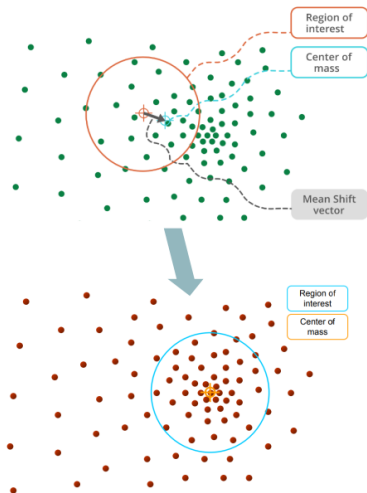 Region of
interest
Center of
mass
Mean Shift
vector
Region of
interest
Center of
mass